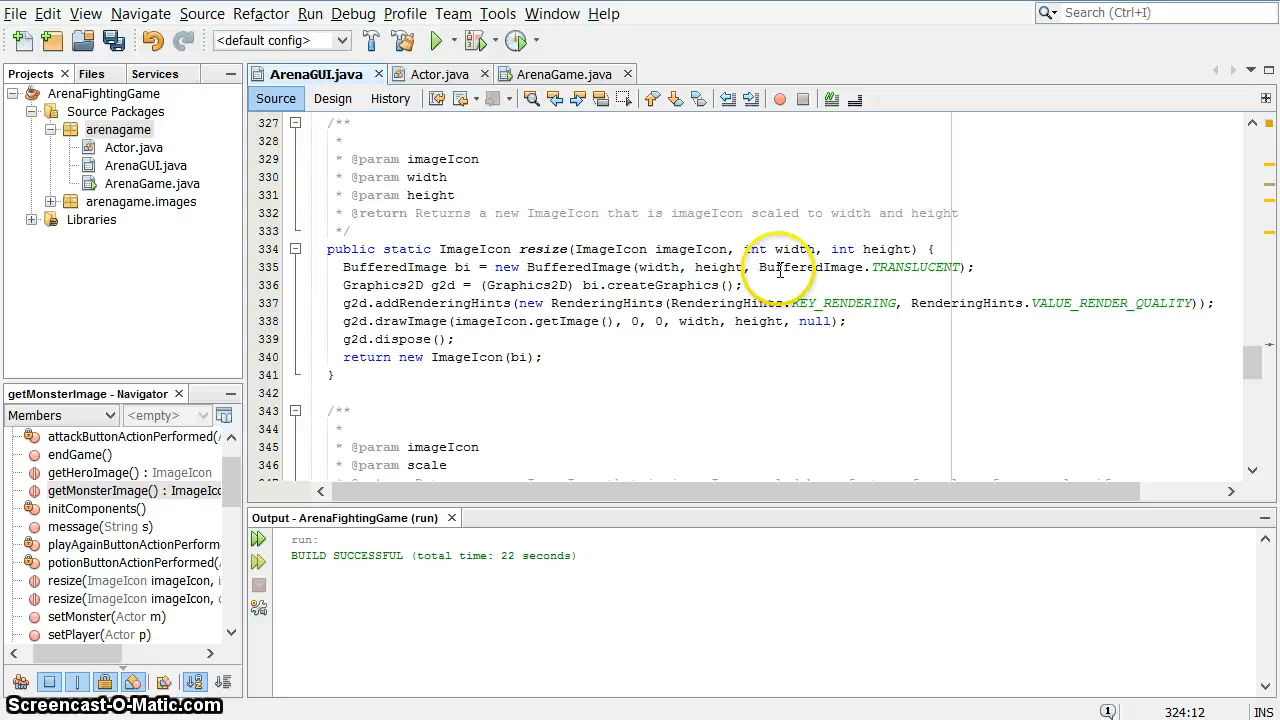 File Edit View Navigate Source Refactor Run Debug Profile Team Tools Window Help
Search (Ctrl+I)
<default config>
Projects Files Services
ArenaGUI.java Actor.java ArenaGame.java
Source Design History
ArenaFightingGame
Source Packages
arenagame
Actor.java
ArenaGUI.java
ArenaGame.java
arenagame.images
Libraries
327 /**
328 *
329 * @param imageIcon
330 * @param width
331 * @param height
332 * @return Returns a new ImageIcon that is imageIcon scaled to width and height
333 */
334 public static ImageIcon resize(ImageIcon imageIcon, int width, int height) {
335 BufferedImage bi = new BufferedImage(width, height, BufferedImage.TRANSLUCENT);
336 Graphics2D g2d = (Graphics2D) bi.createGraphics();
337 g2d.addRenderingHints(new RenderingHints(RenderingHints.KEY_RENDERING, RenderingHints.VALUE_RENDER_QUALITY));
338 g2d.drawImage(imageIcon.getImage(), 0, 0, width, height, null);
339 g2d.dispose();
340 return new ImageIcon(bi);
341 }
342
343 /**
344 *
345 * @param imageIcon
346 * @param scale
getMonsterImage - Navigator
Members <empty>
attackButtonActionPerformed(
endGame()
getHeroImage() : ImageIcon
getMonsterImage() : ImageIc
initComponents()
message(String s)
playAgainButtonActionPerform
potionButtonActionPerformed(
resize(ImageIcon imageIcon, i
resize(ImageIcon imageIcon,
setMonster(Actor m)
setPlayer(Actor p)
Output - ArenaFightingGame (run)
run:
BUILD SUCCESSFUL (total time: 22 seconds)
Screencast-O-Matic.com
1 324:12 INS